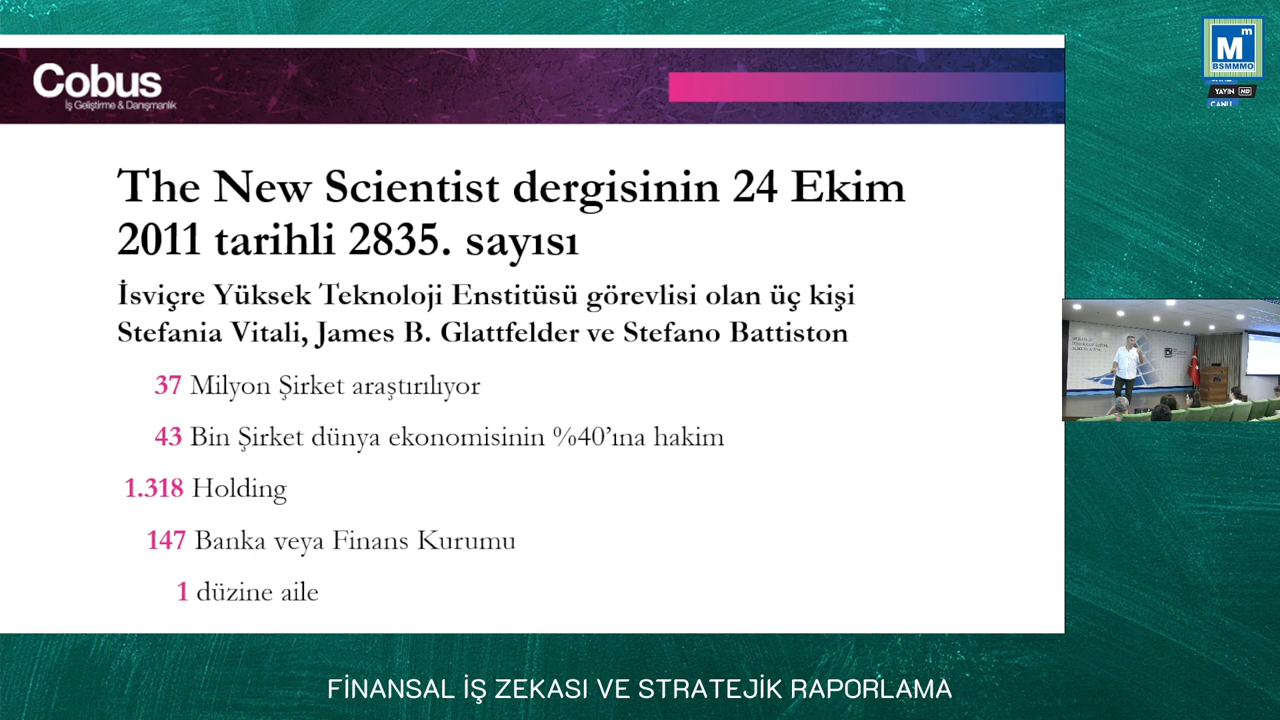 Cobus
İş Geliştirme & Danışmanlık
M m
BSMMMO
YAYIN HD
CANLI
The New Scientist dergisinin 24 Ekim
2011 tarihli 2835. sayısı
İsviçre Yüksek Teknoloji Enstitüsü görevlisi olan üç kişi
Stefania Vitali, James B. Glattfelder ve Stefano Battiston
37 Milyon Şirket araştırılıyor
43 Bin Şirket dünya ekonomisinin %40’ına hakim
1.318 Holding
147 Banka veya Finans Kurumu
1 düzine aile
FİNANSAL İŞ ZEKASI VE STRATEJİK RAPORLAMA